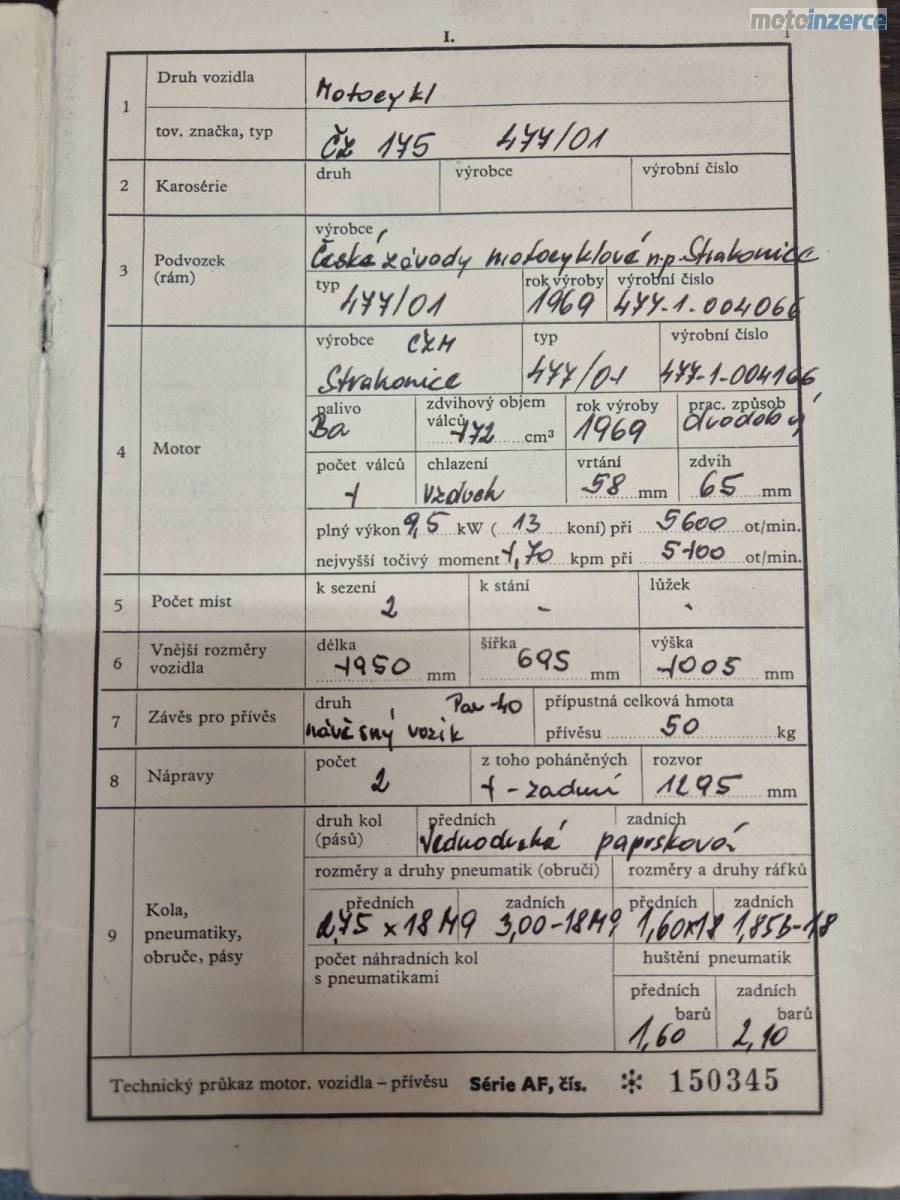 motoinzerce
I.
1
Druh vozidla
Motocykl
1
tov. značka, typ
ČZ 175 477/01
2
Karosérie
druh
výrobce
výrobní číslo
3
Podvozek
(rám)
výrobce
Česká závody motocyklová n.p. Strakonice
typ
rok výroby
výrobní číslo
477/01
1969
477-1-004066
4
Motor
výrobce ČZM
typ
výrobní číslo
Strakonice
477/01
477-1-004166
palivo
zdvihový objem
rok výroby
prac. způsob
Ba
válců 172 cm³
1969
dvodobý
počet válců
chlazení
vrtání
zdvih
1
vzduch
58 mm
65 mm
plný výkon 9,5 kW ( 13 koní) při 5600 ot/min.
nejvyšší točivý moment 1,70 kpm při 5100 ot/min.
5
Počet míst
k sezení
k stání
lůžek
2
-
-
6
Vnější rozměry
vozidla
délka
šířka
výška
1950 mm
695 mm
1005 mm
7
Závěs pro přívěs
druh Pav 40
přípustná celková hmota
návěsný vozík
přívěsu 50 kg
8
Nápravy
počet
z toho poháněných
rozvor
2
1 - zadní
1295 mm
9
Kola,
pneumatiky,
obruče, pásy
druh kol
(pásů)
předních
zadních
Jednoduchá paprsková
rozměry a druhy pneumatik (obručí)
rozměry a druhy ráfků
předních
zadních
předních
zadních
2,75 x 18 M9
3,00-18 M9
1,60x18
1,85B-18
počet náhradních kol
s pneumatikami
huštění pneumatik
předních
zadních
barů
barů
1,60
2,10
Technický průkaz motor. vozidla – přívěsu Série AF, čís. * 150345